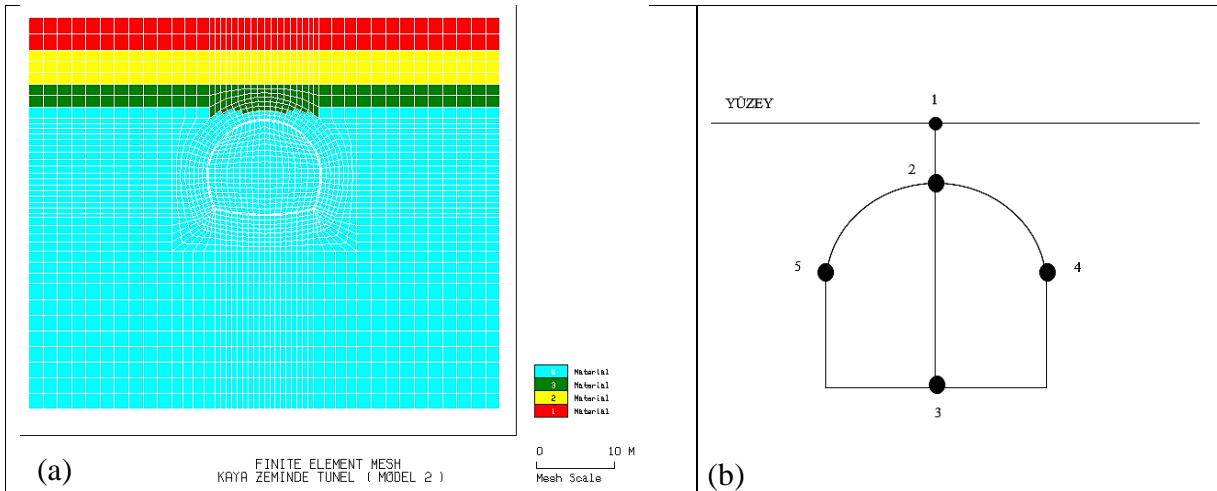 4 Material
3 Material
2 Material
1 Material
0 10 M
Mesh Scale
FINITE ELEMENT MESH
KAYA ZEMINDE TUNEL ( MODEL 2 )
(a)
YÜZEY
1
2
5
4
3
(b)